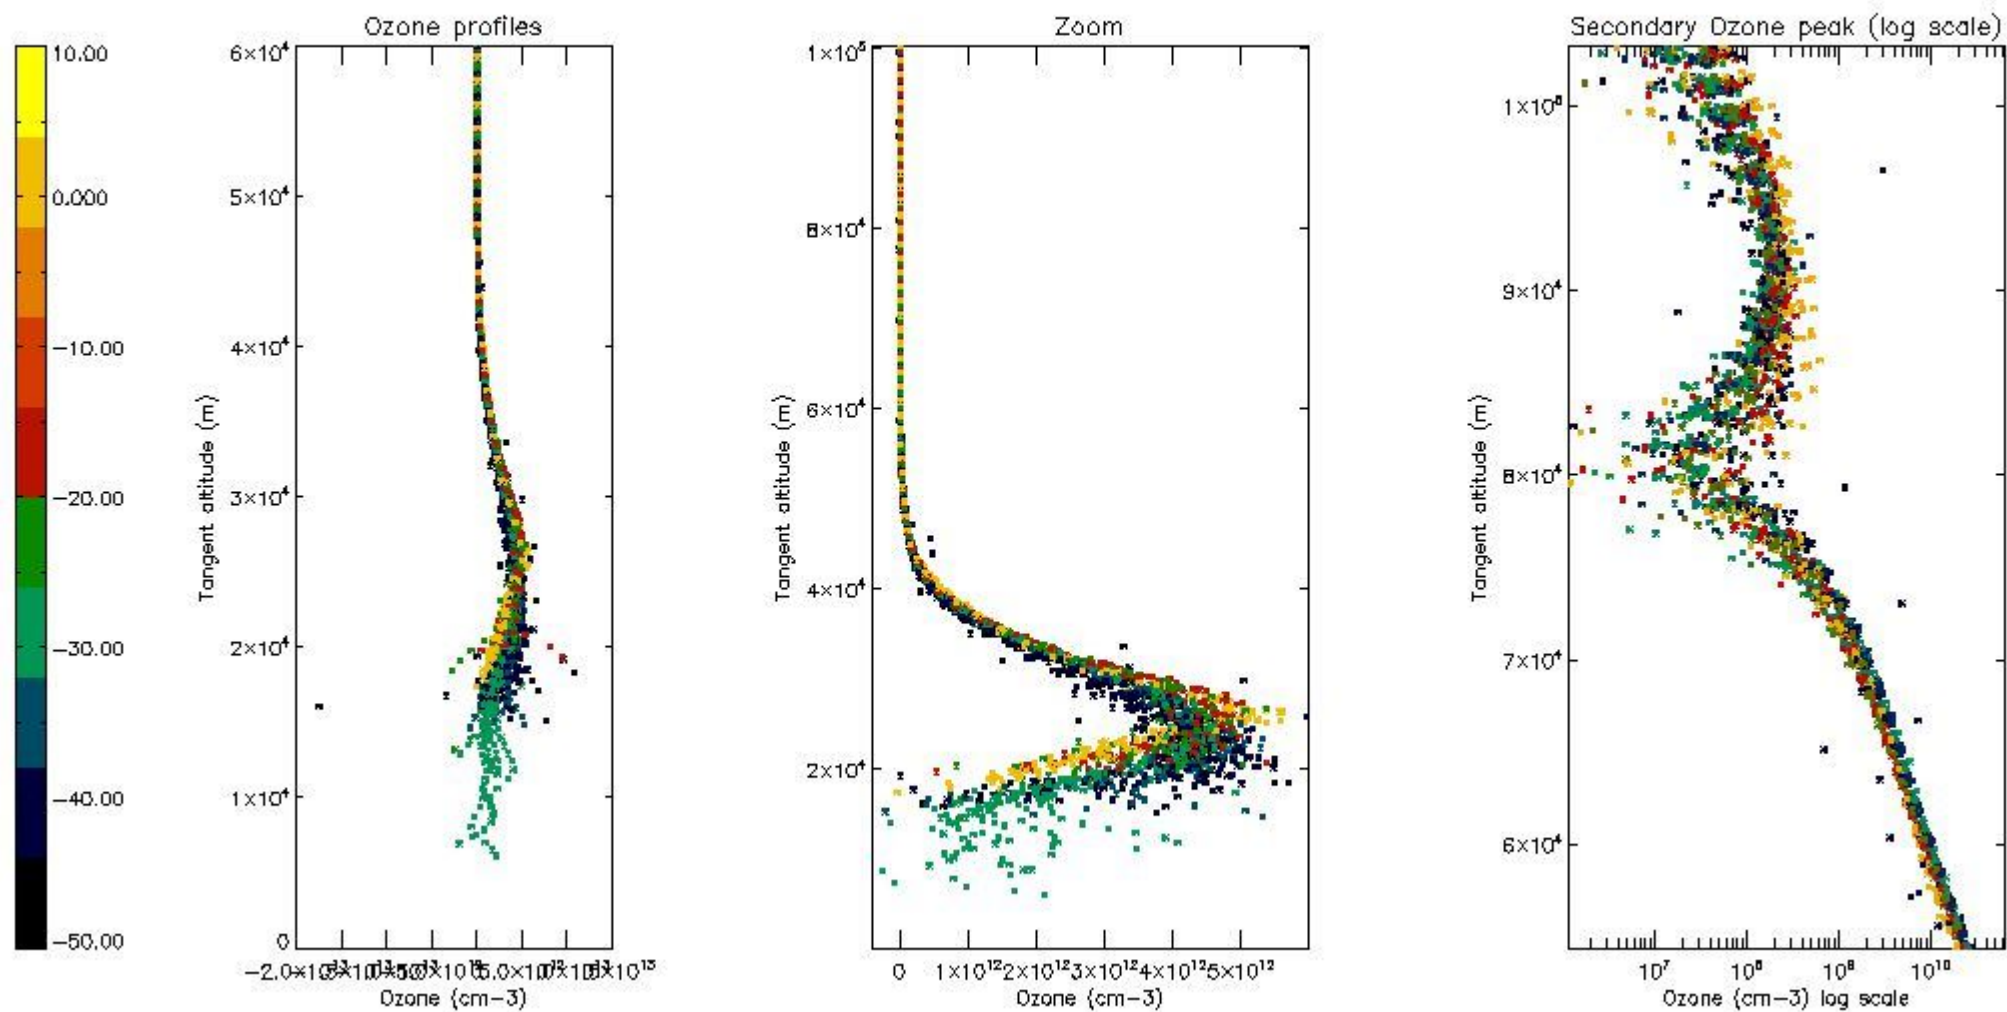 Ozone profiles
Zoom
Secondary Ozone peak (log scale)
10.00
0.000
−10.00
−20.00
−30.00
−40.00
−50.00
6×10⁴
5×10⁴
4×10⁴
3×10⁴
2×10⁴
1×10⁴
0
Tangent altitude (m)
Ozone (cm−3)
1×10⁵
8×10⁴
6×10⁴
4×10⁴
2×10⁴
Tangent altitude (m)
0 1×10¹² 2×10¹² 3×10¹² 4×10¹² 5×10¹²
Ozone (cm−3)
1×10⁵
9×10⁴
8×10⁴
7×10⁴
6×10⁴
Tangent altitude (m)
10⁷ 10⁸ 10⁹ 10¹⁰
Ozone (cm−3) log scale